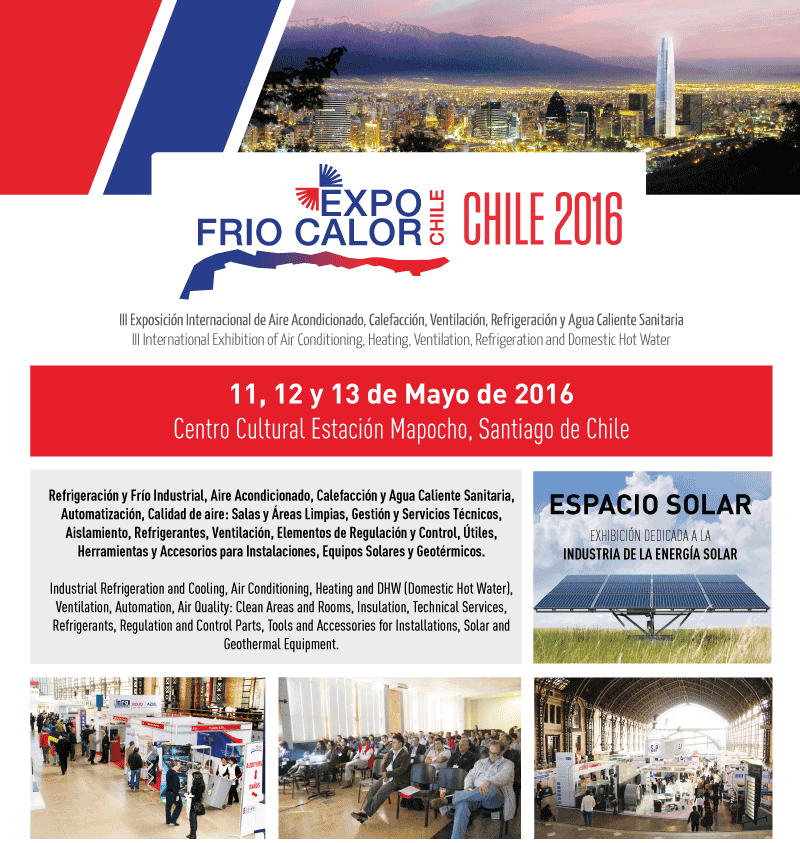 EXPO
FRIO CALOR
CHILE
CHILE 2016
III Exposición Internacional de Aire Acondicionado, Calefacción, Ventilación, Refrigeración y Agua Caliente Sanitaria
III International Exhibition of Air Conditioning, Heating, Ventilation, Refrigeration and Domestic Hot Water
11, 12 y 13 de Mayo de 2016
Centro Cultural Estación Mapocho, Santiago de Chile
Refrigeración y Frío Industrial, Aire Acondicionado, Calefacción y Agua Caliente Sanitaria,
Automatización, Calidad de aire: Salas y Áreas Limpias, Gestión y Servicios Técnicos,
Aislamiento, Refrigerantes, Ventilación, Elementos de Regulación y Control, Útiles,
Herramientas y Accesorios para Instalaciones, Equipos Solares y Geotérmicos.
Industrial Refrigeration and Cooling, Air Conditioning, Heating and DHW (Domestic Hot Water),
Ventilation, Automation, Air Quality: Clean Areas and Rooms, Insulation, Technical Services,
Refrigerants, Regulation and Control Parts, Tools and Accessories for Installations, Solar and
Geothermal Equipment.
ESPACIO SOLAR
EXHIBICIÓN DEDICADA A LA
INDUSTRIA DE LA ENERGÍA SOLAR